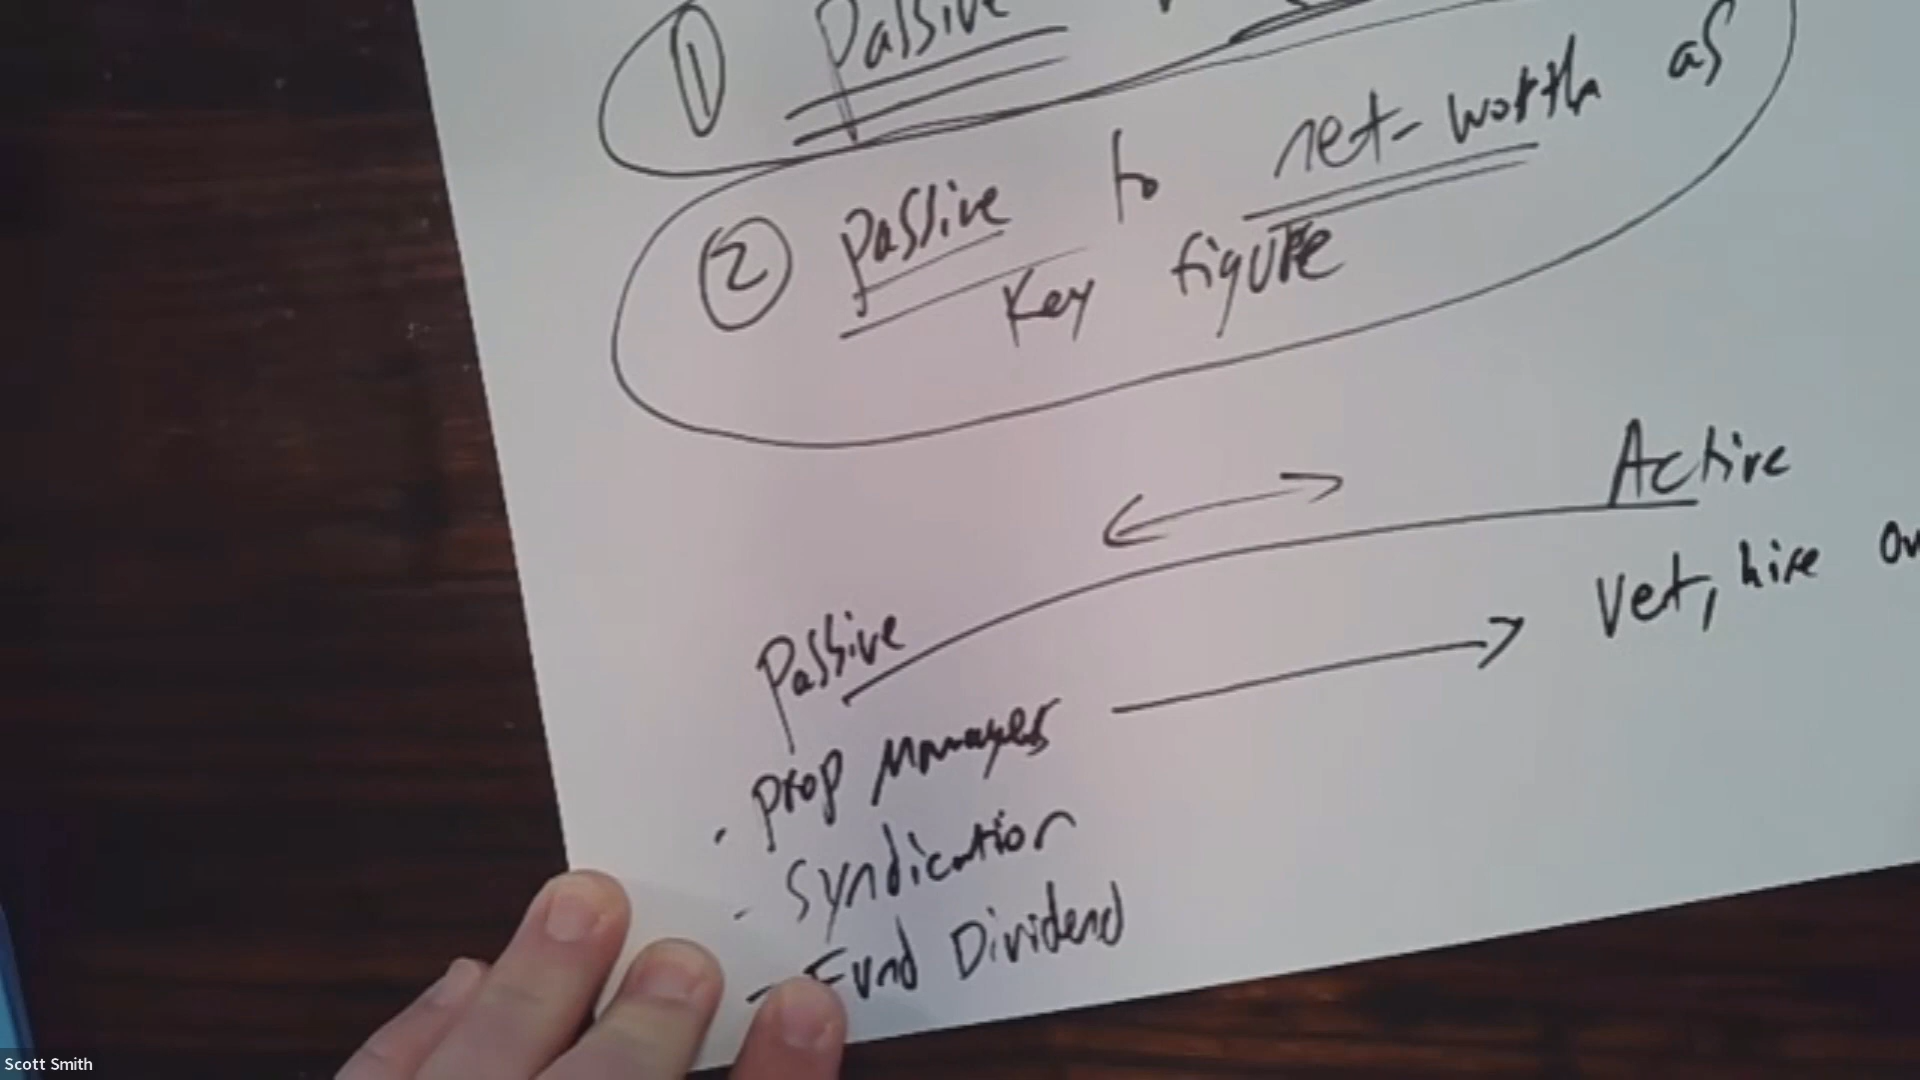 ① Passive
② passive to net-worth as
Key figure
Active
Passive
Vet, hire
prop Manager
- Syndication
- Fund Dividend
Scott Smith